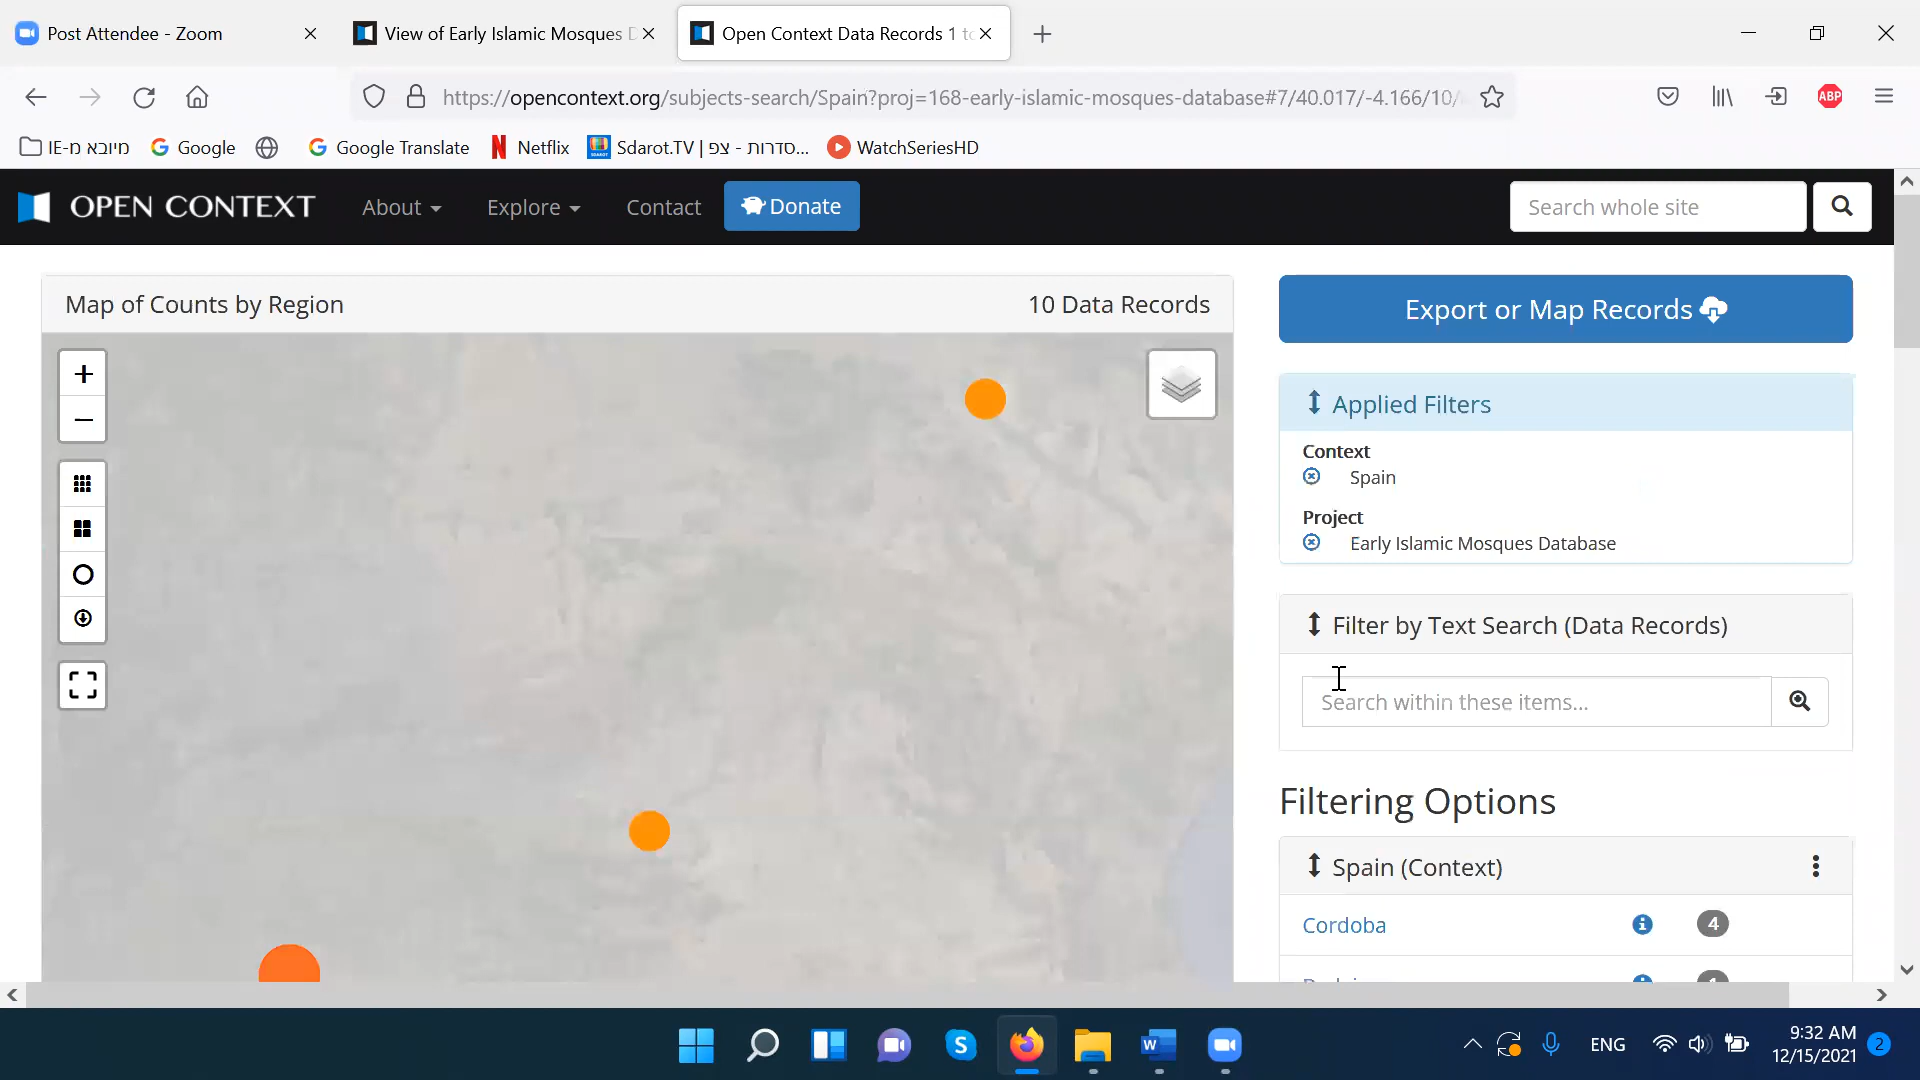 Post Attendee - Zoom
View of Early Islamic Mosques D
Open Context Data Records 1 to
https://opencontext.org/subjects-search/Spain?proj=168-early-islamic-mosques-database#7/40.017/-4.166/10/
ABP
מיובא מ-IE
Google
Google Translate
Netflix
Sdarot.TV | סדרות - צפ...
WatchSeriesHD
OPEN CONTEXT
About
Explore
Contact
Donate
Search whole site
Map of Counts by Region
10 Data Records
Export or Map Records
Applied Filters
Context
Spain
Project
Early Islamic Mosques Database
Filter by Text Search (Data Records)
Search within these items...
Filtering Options
Spain (Context)
Cordoba
4
ENG
9:32 AM
12/15/2021
2